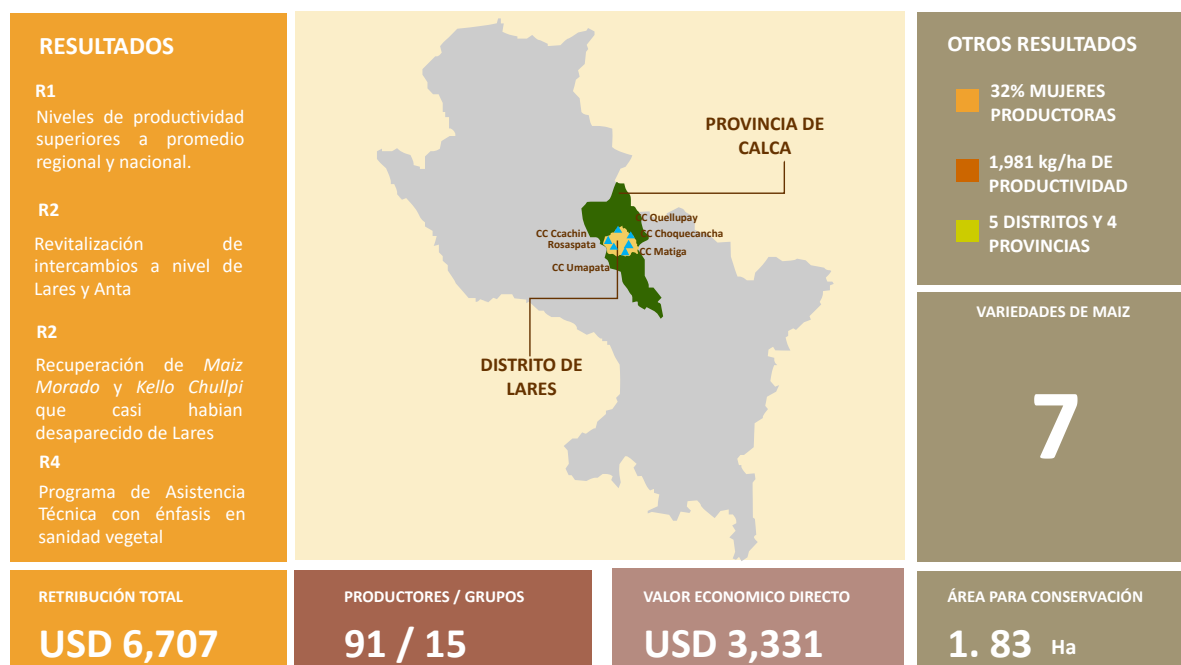 RESULTADOS
R1
Niveles de productividad
superiores a promedio
regional y nacional.
R2
Revitalización de
intercambios a nivel de
Lares y Anta
R2
Recuperación de Maiz
Morado y Kello Chullpi
que casi habian
desaparecido de Lares
R4
Programa de Asistencia
Técnica con énfasis en
sanidad vegetal
PROVINCIA DE
CALCA
CC Quellupay
CC Ccachin
CC Choquecancha
Rosaspata
CC Matiga
CC Umapata
DISTRITO DE
LARES
OTROS RESULTADOS
32% MUJERES
PRODUCTORAS
1,981 kg/ha DE
PRODUCTIVIDAD
5 DISTRITOS Y 4
PROVINCIAS
VARIEDADES DE MAIZ
7
RETRIBUCIÓN TOTAL
USD 6,707
PRODUCTORES / GRUPOS
91 / 15
VALOR ECONOMICO DIRECTO
USD 3,331
ÁREA PARA CONSERVACIÓN
1. 83 Ha